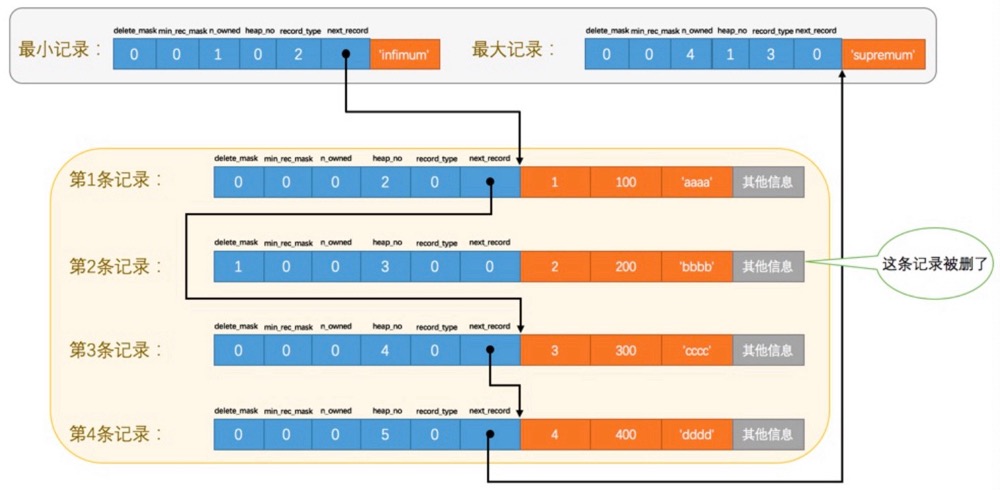 delete_mask min_rec_mask n_owned heap_no record_type next_record
最小记录： 0 0 1 0 2 'infimum'
delete_mask min_rec_mask n_owned heap_no record_type next_record
最大记录： 0 0 4 1 3 0 'supremum'
delete_mask min_rec_mask n_owned heap_no record_type next_record
第1条记录： 0 0 0 2 0 1 100 'aaaa' 其他信息
delete_mask min_rec_mask n_owned heap_no record_type next_record
第2条记录： 1 0 0 3 0 0 2 200 'bbbb' 其他信息
这条记录被删了
delete_mask min_rec_mask n_owned heap_no record_type next_record
第3条记录： 0 0 0 4 0 3 300 'cccc' 其他信息
delete_mask min_rec_mask n_owned heap_no record_type next_record
第4条记录： 0 0 0 5 0 4 400 'dddd' 其他信息